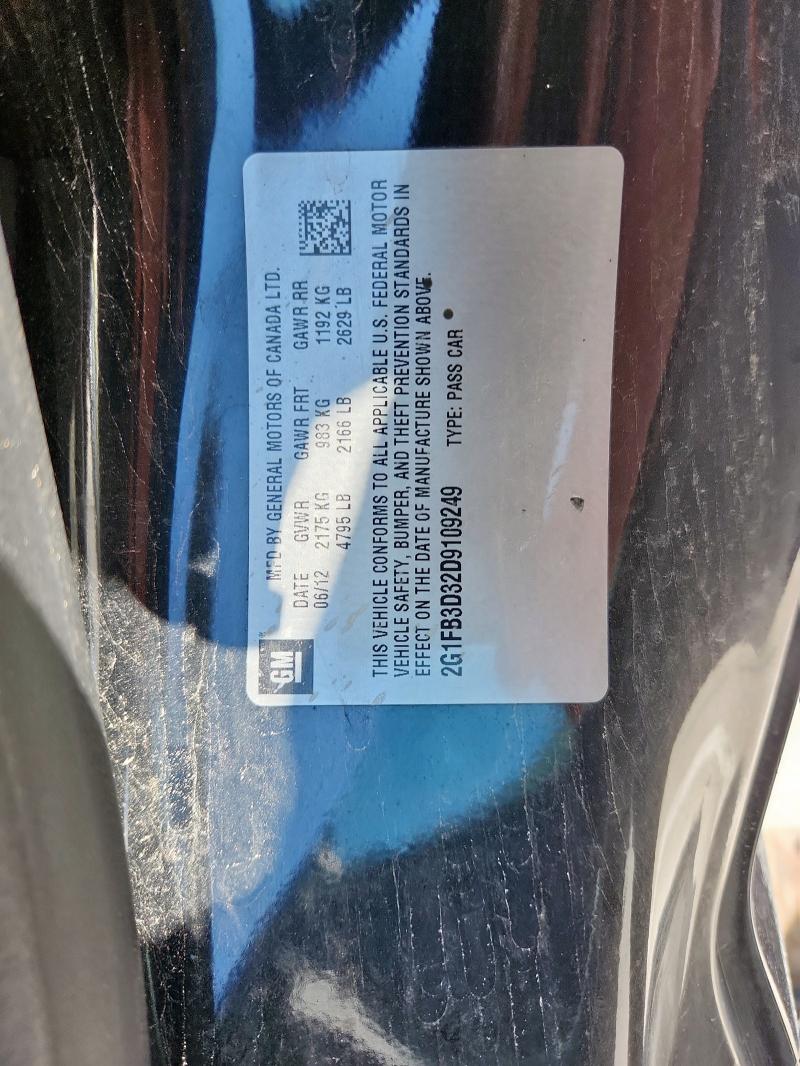 GM
MFD BY GENERAL MOTORS OF CANADA LTD.
DATE GVWR GAWR FRT GAWR RR
06/12 2175 KG 983 KG 1192 KG
4795 LB 2166 LB 2629 LB
THIS VEHICLE CONFORMS TO ALL APPLICABLE U.S. FEDERAL MOTOR
VEHICLE SAFETY, BUMPER, AND THEFT PREVENTION STANDARDS IN
EFFECT ON THE DATE OF MANUFACTURE SHOWN ABOVE.
2G1FB3D32D9109249 TYPE: PASS CAR